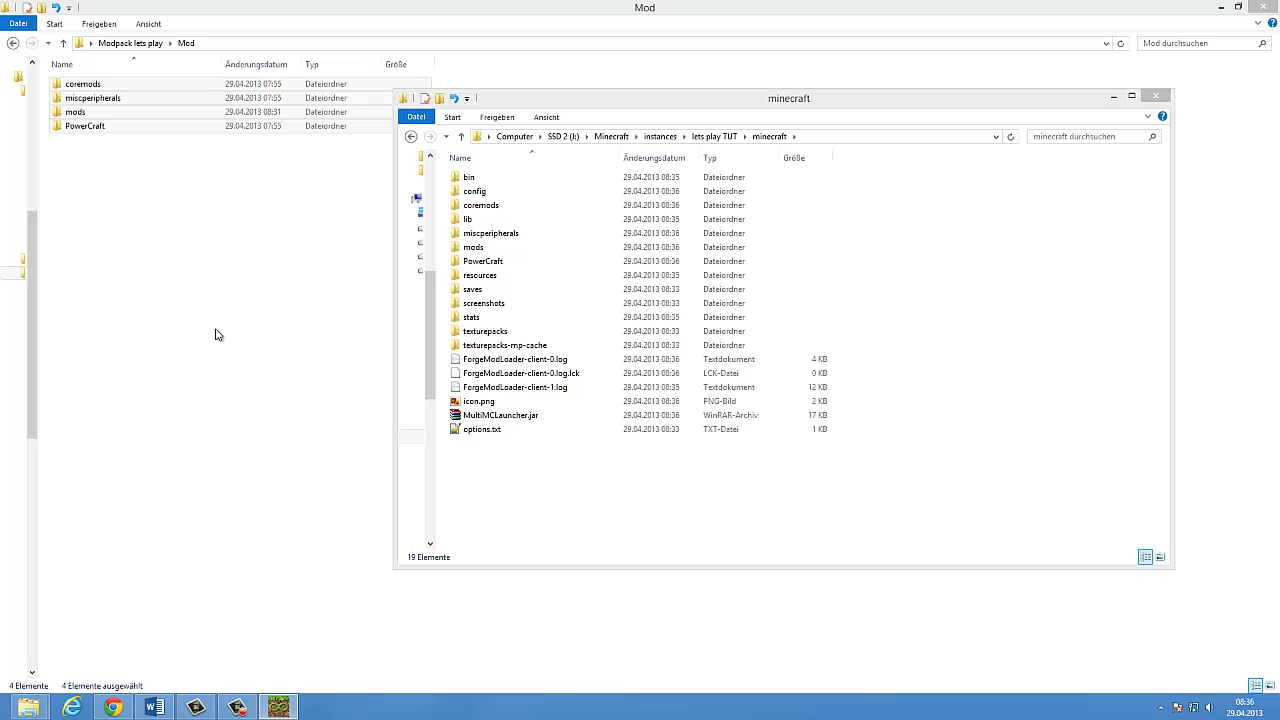 Mod
Datei Start Freigeben Ansicht
Modpack lets play Mod
Mod durchsuchen
Name Änderungsdatum Typ Größe
coremods 29.04.2013 07:55 Dateiordner
miscperipherals 29.04.2013 07:55 Dateiordner
mods 29.04.2013 08:31 Dateiordner
PowerCraft 29.04.2013 07:55 Dateiordner
4 Elemente 4 Elemente ausgewählt
minecraft
Datei Start Freigeben Ansicht
Computer SSD 2 (J:) Minecraft instances lets play TUT minecraft
minecraft durchsuchen
Name Änderungsdatum Typ Größe
bin 29.04.2013 08:35 Dateiordner
config 29.04.2013 08:36 Dateiordner
coremods 29.04.2013 08:36 Dateiordner
lib 29.04.2013 08:35 Dateiordner
miscperipherals 29.04.2013 08:36 Dateiordner
mods 29.04.2013 08:36 Dateiordner
PowerCraft 29.04.2013 08:36 Dateiordner
resources 29.04.2013 08:35 Dateiordner
saves 29.04.2013 08:33 Dateiordner
screenshots 29.04.2013 08:33 Dateiordner
stats 29.04.2013 08:35 Dateiordner
texturepacks 29.04.2013 08:33 Dateiordner
texturepacks-mp-cache 29.04.2013 08:33 Dateiordner
ForgeModLoader-client-0.log 29.04.2013 08:36 Textdokument 4 KB
ForgeModLoader-client-0.log.lck 29.04.2013 08:36 LCK-Datei 0 KB
ForgeModLoader-client-1.log 29.04.2013 08:35 Textdokument 12 KB
icon.png 29.04.2013 08:36 PNG-Bild 2 KB
MultiMCLauncher.jar 29.04.2013 08:36 WinRAR-Archiv 17 KB
options.txt 29.04.2013 08:33 TXT-Datei 1 KB
19 Elemente
08:36
29.04.2013